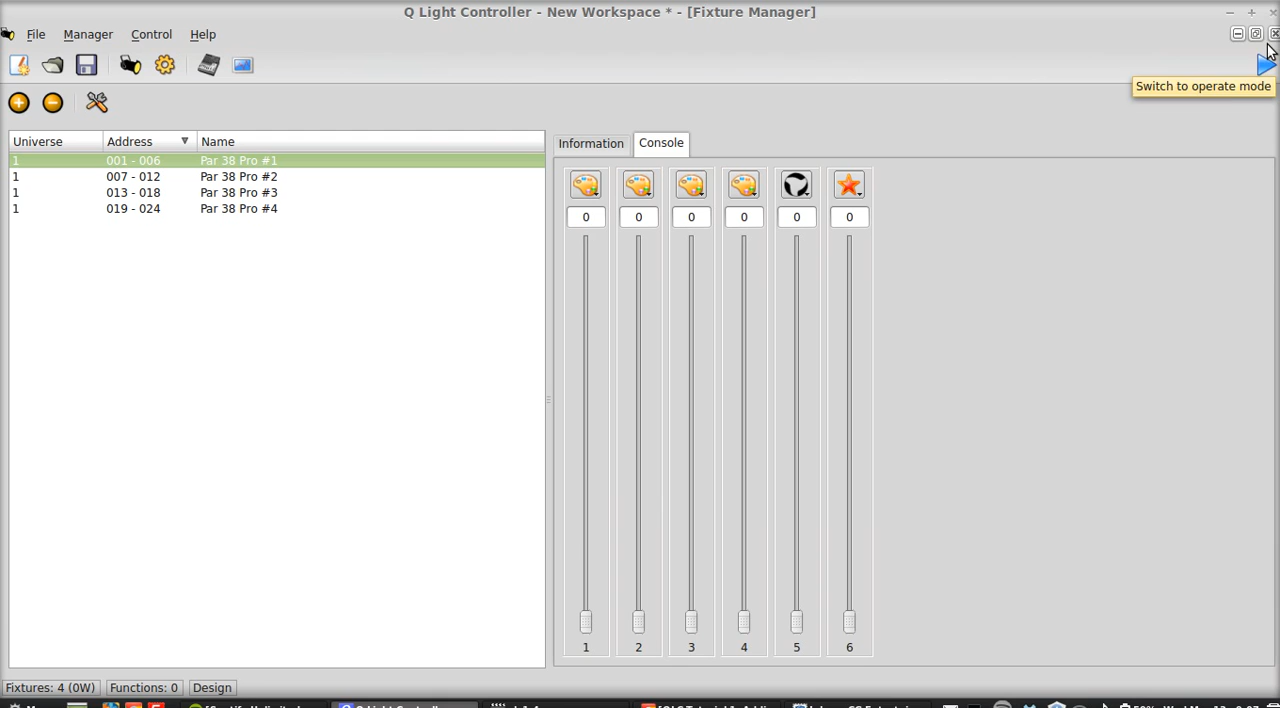 Q Light Controller - New Workspace * - [Fixture Manager]
File Manager Control Help
Switch to operate mode
Universe Address Name
1 001 - 006 Par 38 Pro #1
1 007 - 012 Par 38 Pro #2
1 013 - 018 Par 38 Pro #3
1 019 - 024 Par 38 Pro #4
Information Console
0 0 0 0 0 0
1 2 3 4 5 6
Fixtures: 4 (0W) Functions: 0 Design